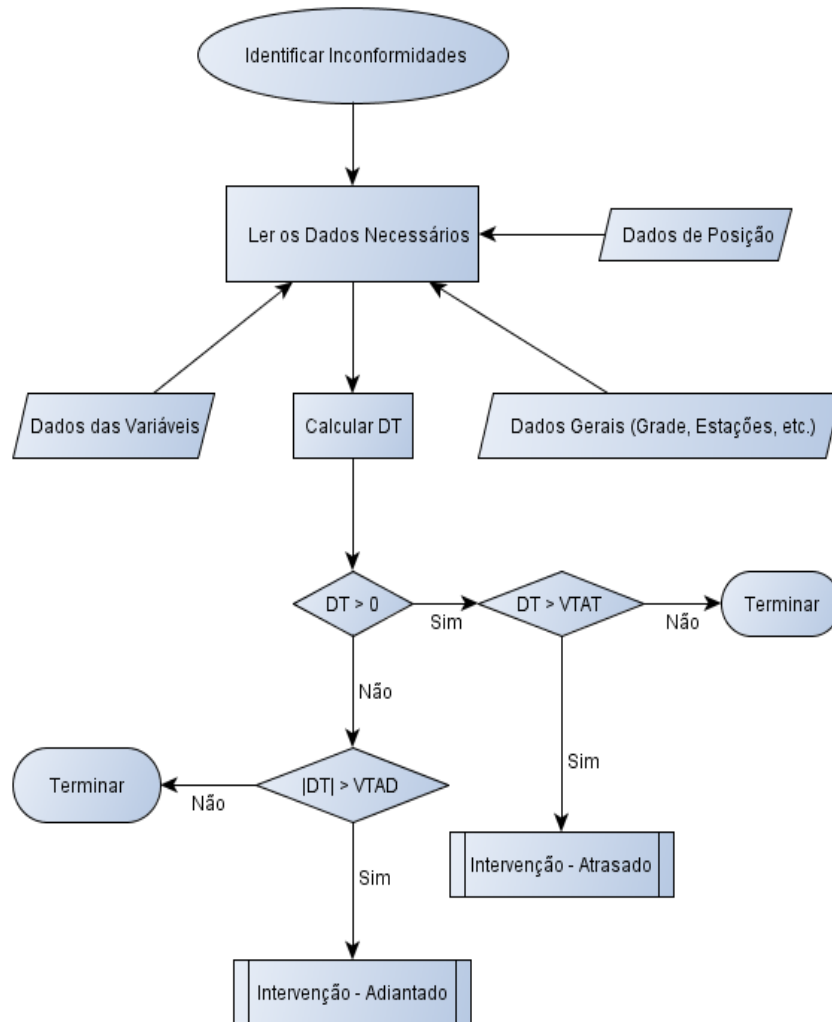 Identificar Inconformidades
Ler os Dados Necessários
Dados de Posição
Dados das Variáveis
Calcular DT
Dados Gerais (Grade, Estações, etc.)
DT > 0
Sim
DT > VTAT
Não
Terminar
Não
Sim
Terminar
Não
|DT| > VTAD
Intervenção - Atrasado
Sim
Intervenção - Adiantado